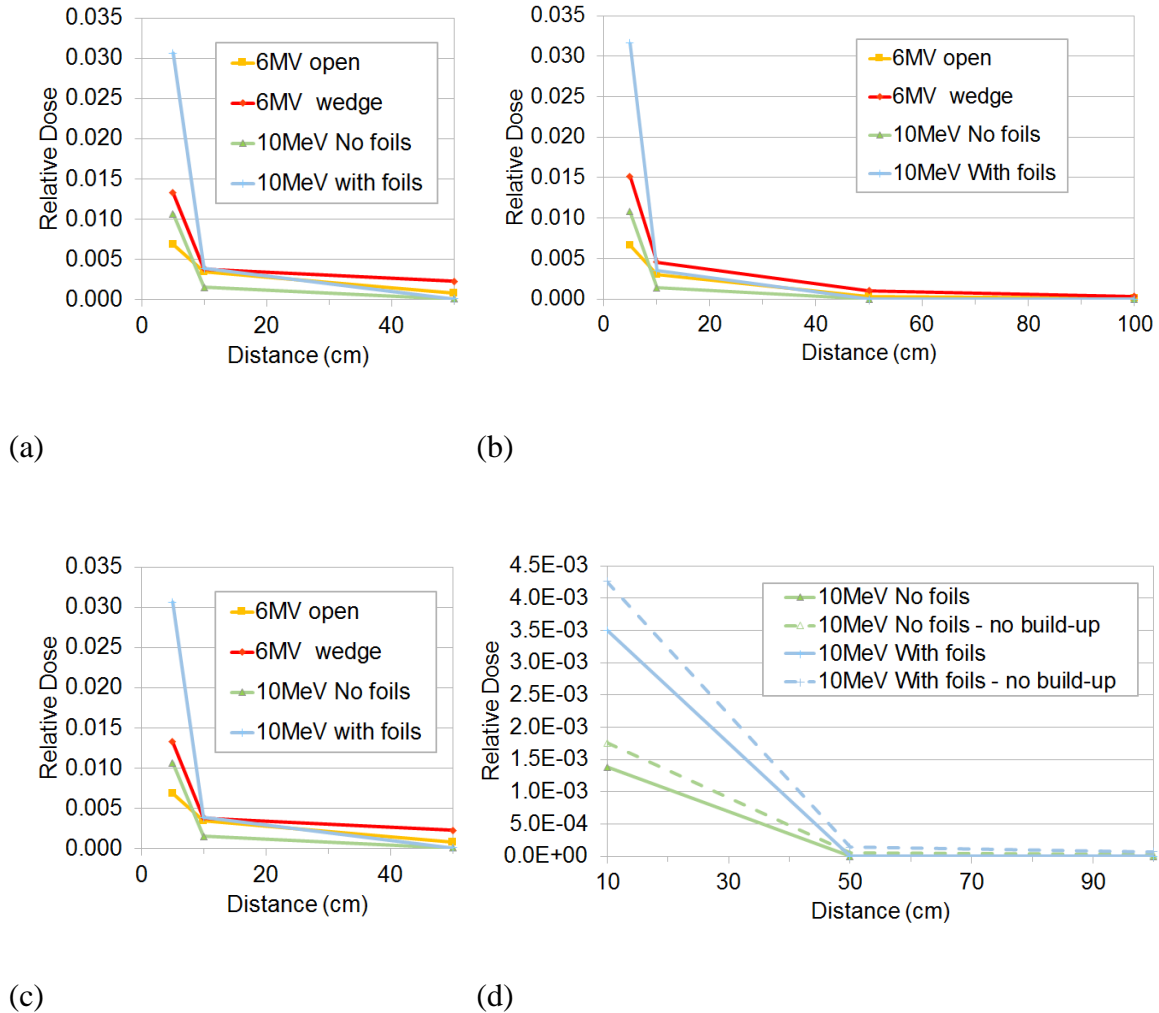 0.035
0.030
0.025
0.020
0.015
0.010
0.005
0.000
Relative Dose
6MV open
6MV  wedge
10MeV No foils
10MeV with foils
0
20
40
Distance (cm)
(a)
0.035
0.030
0.025
0.020
0.015
0.010
0.005
0.000
Relative Dose
6MV open
6MV  wedge
10MeV No foils
10MeV With foils
0
20
40
60
80
100
Distance (cm)
(b)
0.035
0.030
0.025
0.020
0.015
0.010
0.005
0.000
Relative Dose
6MV open
6MV  wedge
10MeV No foils
10MeV with foils
0
20
40
Distance (cm)
(c)
4.5E-03
4.0E-03
3.5E-03
3.0E-03
2.5E-03
2.0E-03
1.5E-03
1.0E-03
5.0E-04
0.0E+00
Relative Dose
10MeV No foils
10MeV No foils - no build-up
10MeV With foils
10MeV With foils - no build-up
10
30
50
70
90
Distance (cm)
(d)